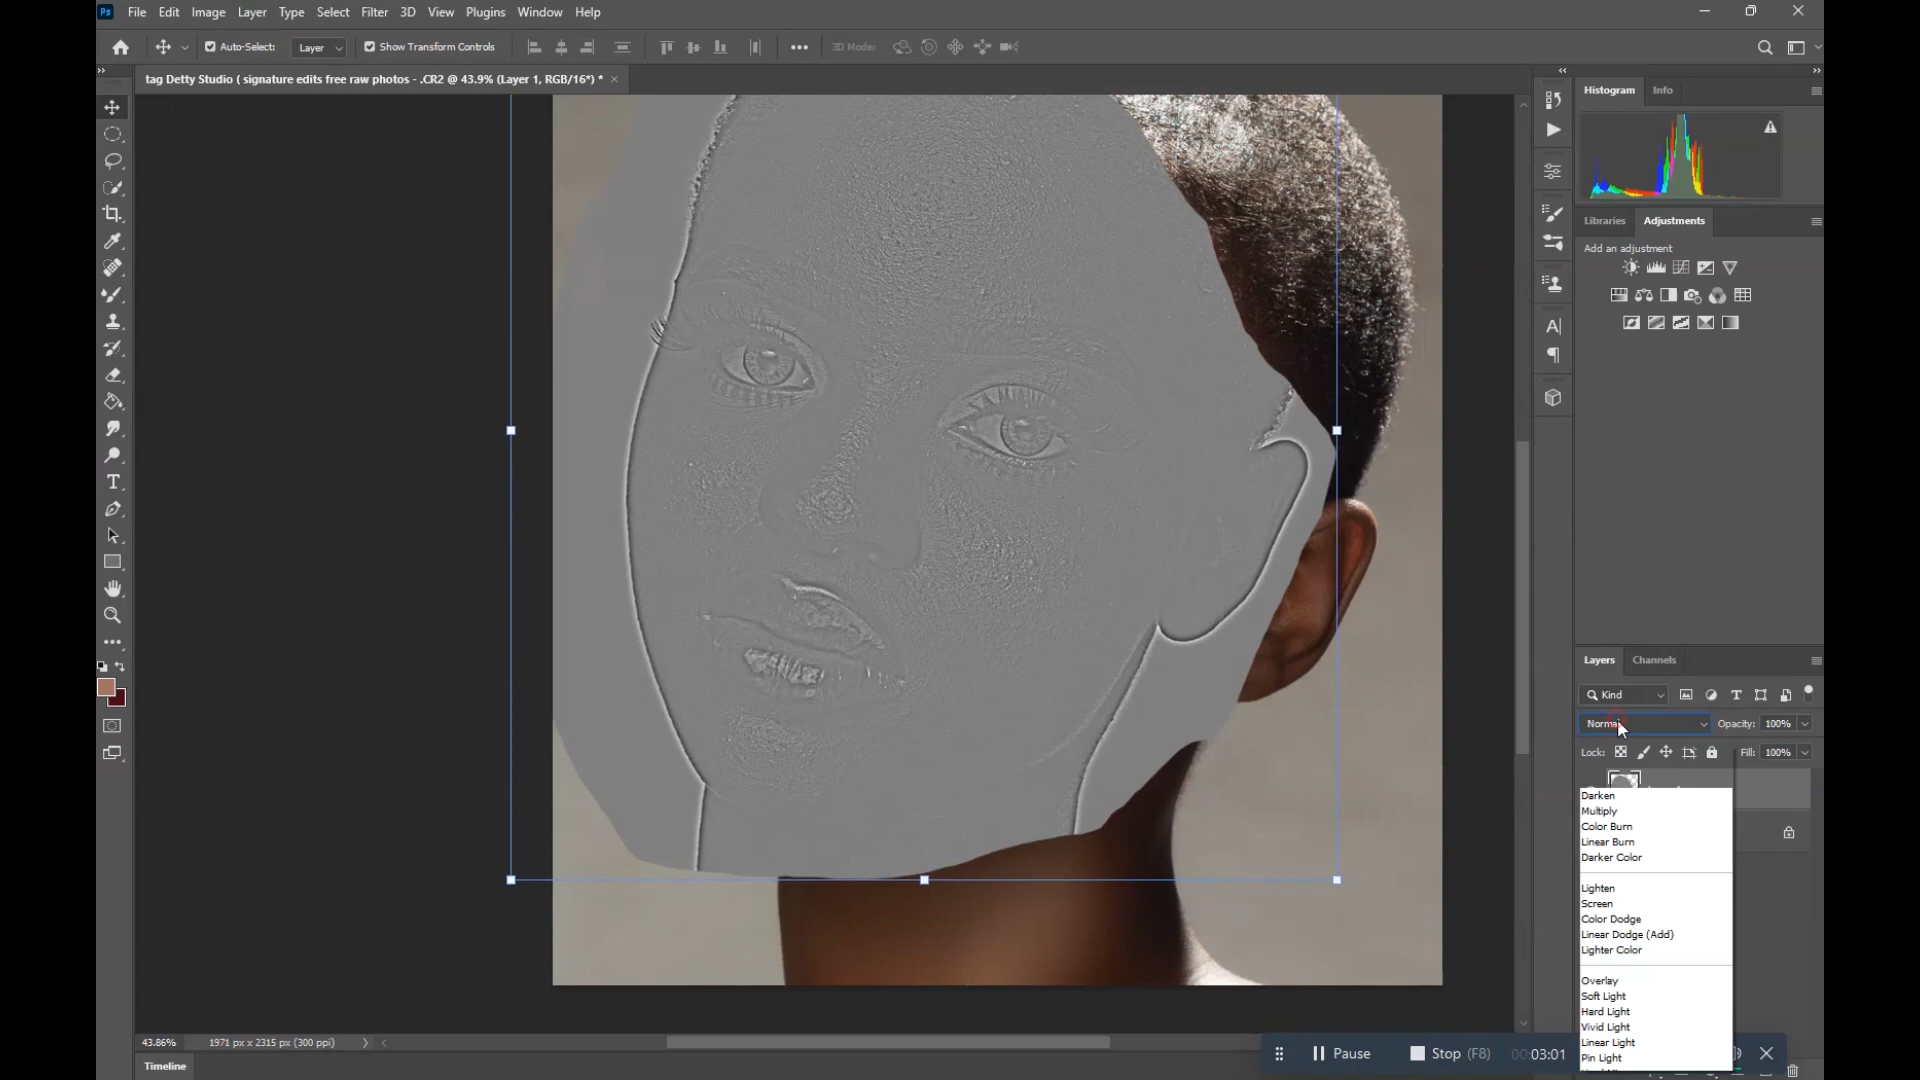 Ps File Edit Image Layer Type Select Filter 3D View Plugins Window Help
Auto-Select: Layer Show Transform Controls 3D Mode:
tag Detty Studio ( signature edits free raw photos - .CR2 @ 43.9% (Layer 1, RGB/16*) * ×
Histogram Info
Libraries Adjustments
Add an adjustment
Layers Channels
Kind
Normal Opacity: 100%
Lock: Fill: 100%
Darken
Multiply
Color Burn
Linear Burn
Darker Color
Lighten
Screen
Color Dodge
Linear Dodge (Add)
Lighter Color
Overlay
Soft Light
Hard Light
Vivid Light
Linear Light
Pin Light
43.86% 1971 px x 2315 px (300 ppi)
Pause Stop (F8) 00:03:01
Timeline